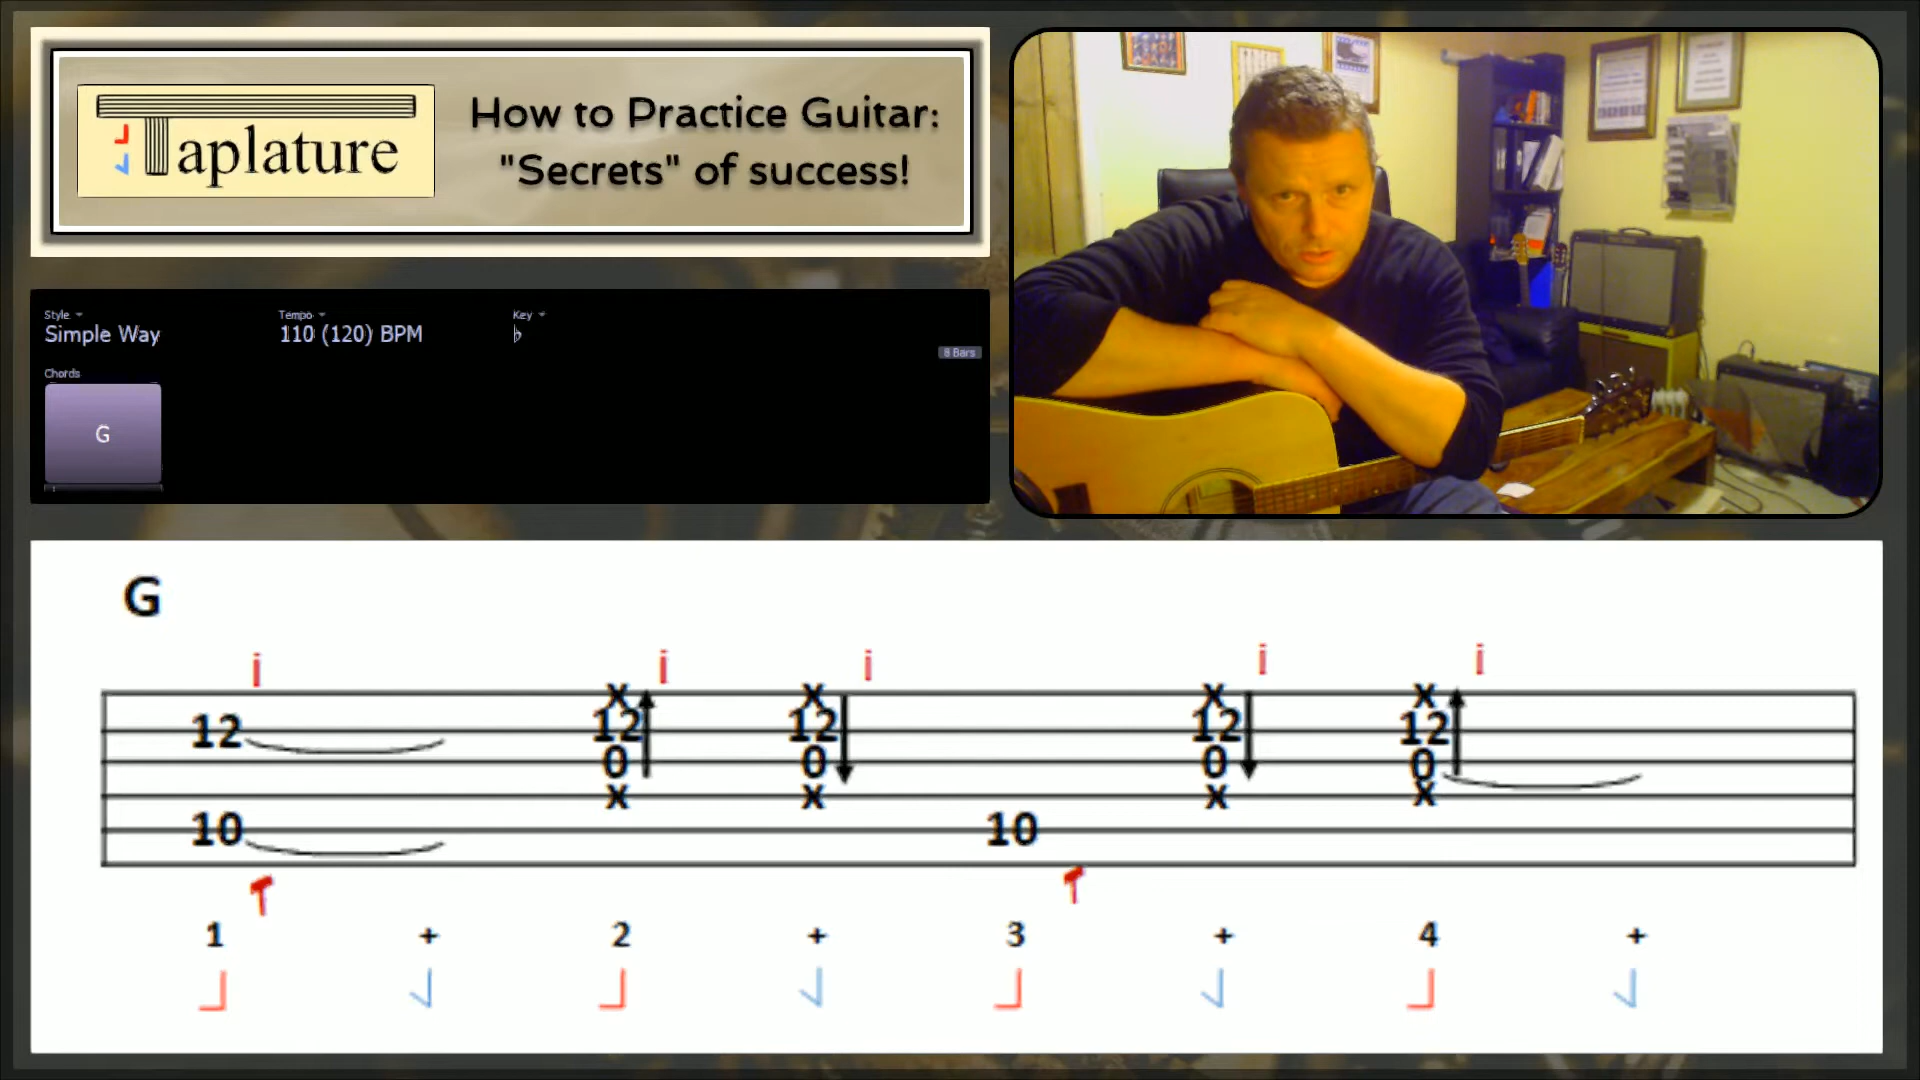 Taplature
How to Practice Guitar:
"Secrets" of success!
Style
Tempo
Key
Simple Way
110 (120) BPM
♭
8 Bars
Chords
G
G
i i i i i
x x x x
12 12 12 12 12
0 0 0 0
x x x x
10 10
T T
1 + 2 + 3 + 4 +